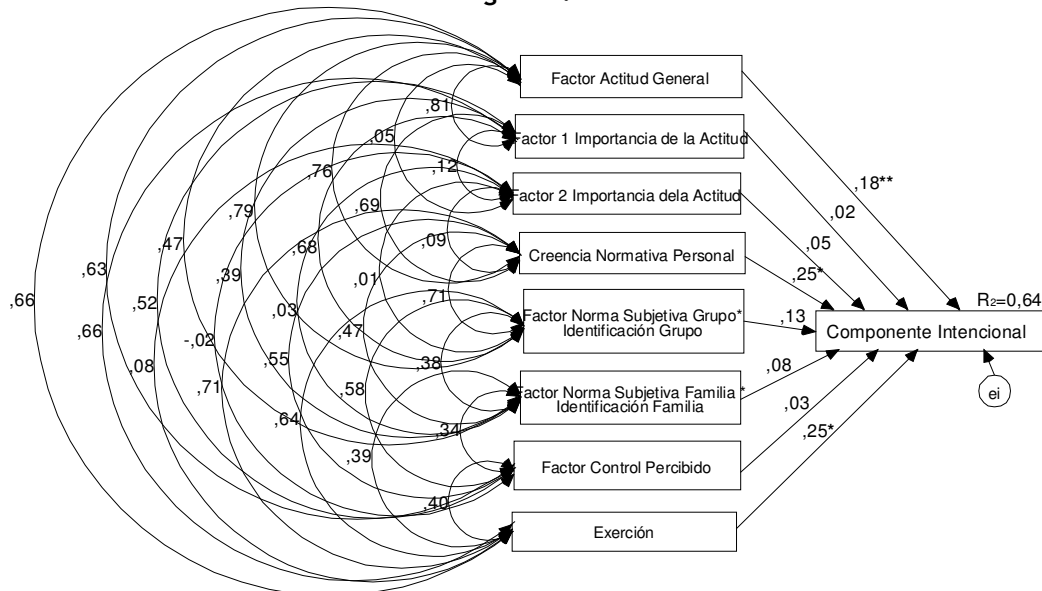 Factor Actitud General
,81
Factor 1 Importancia de la Actitud
,05
,12
,76
,18**
Factor 2 Importancia dela Actitud
,02
,79
,69
,05
,47
,68
,09
Creencia Normativa Personal
,25*
,63
,39
,01
,66
,52
,03
,71
Factor Norma Subjetiva Grupo*
Identificación Grupo
,13
R2=0,64
Componente Intencional
,66
-,02
,47
,08
,55
,38
,08
,71
,58
Factor Norma Subjetiva Familia *
Identificación Familia
ei
,03
,64
,34
,25*
,39
Factor Control Percibido
,40
Exerción